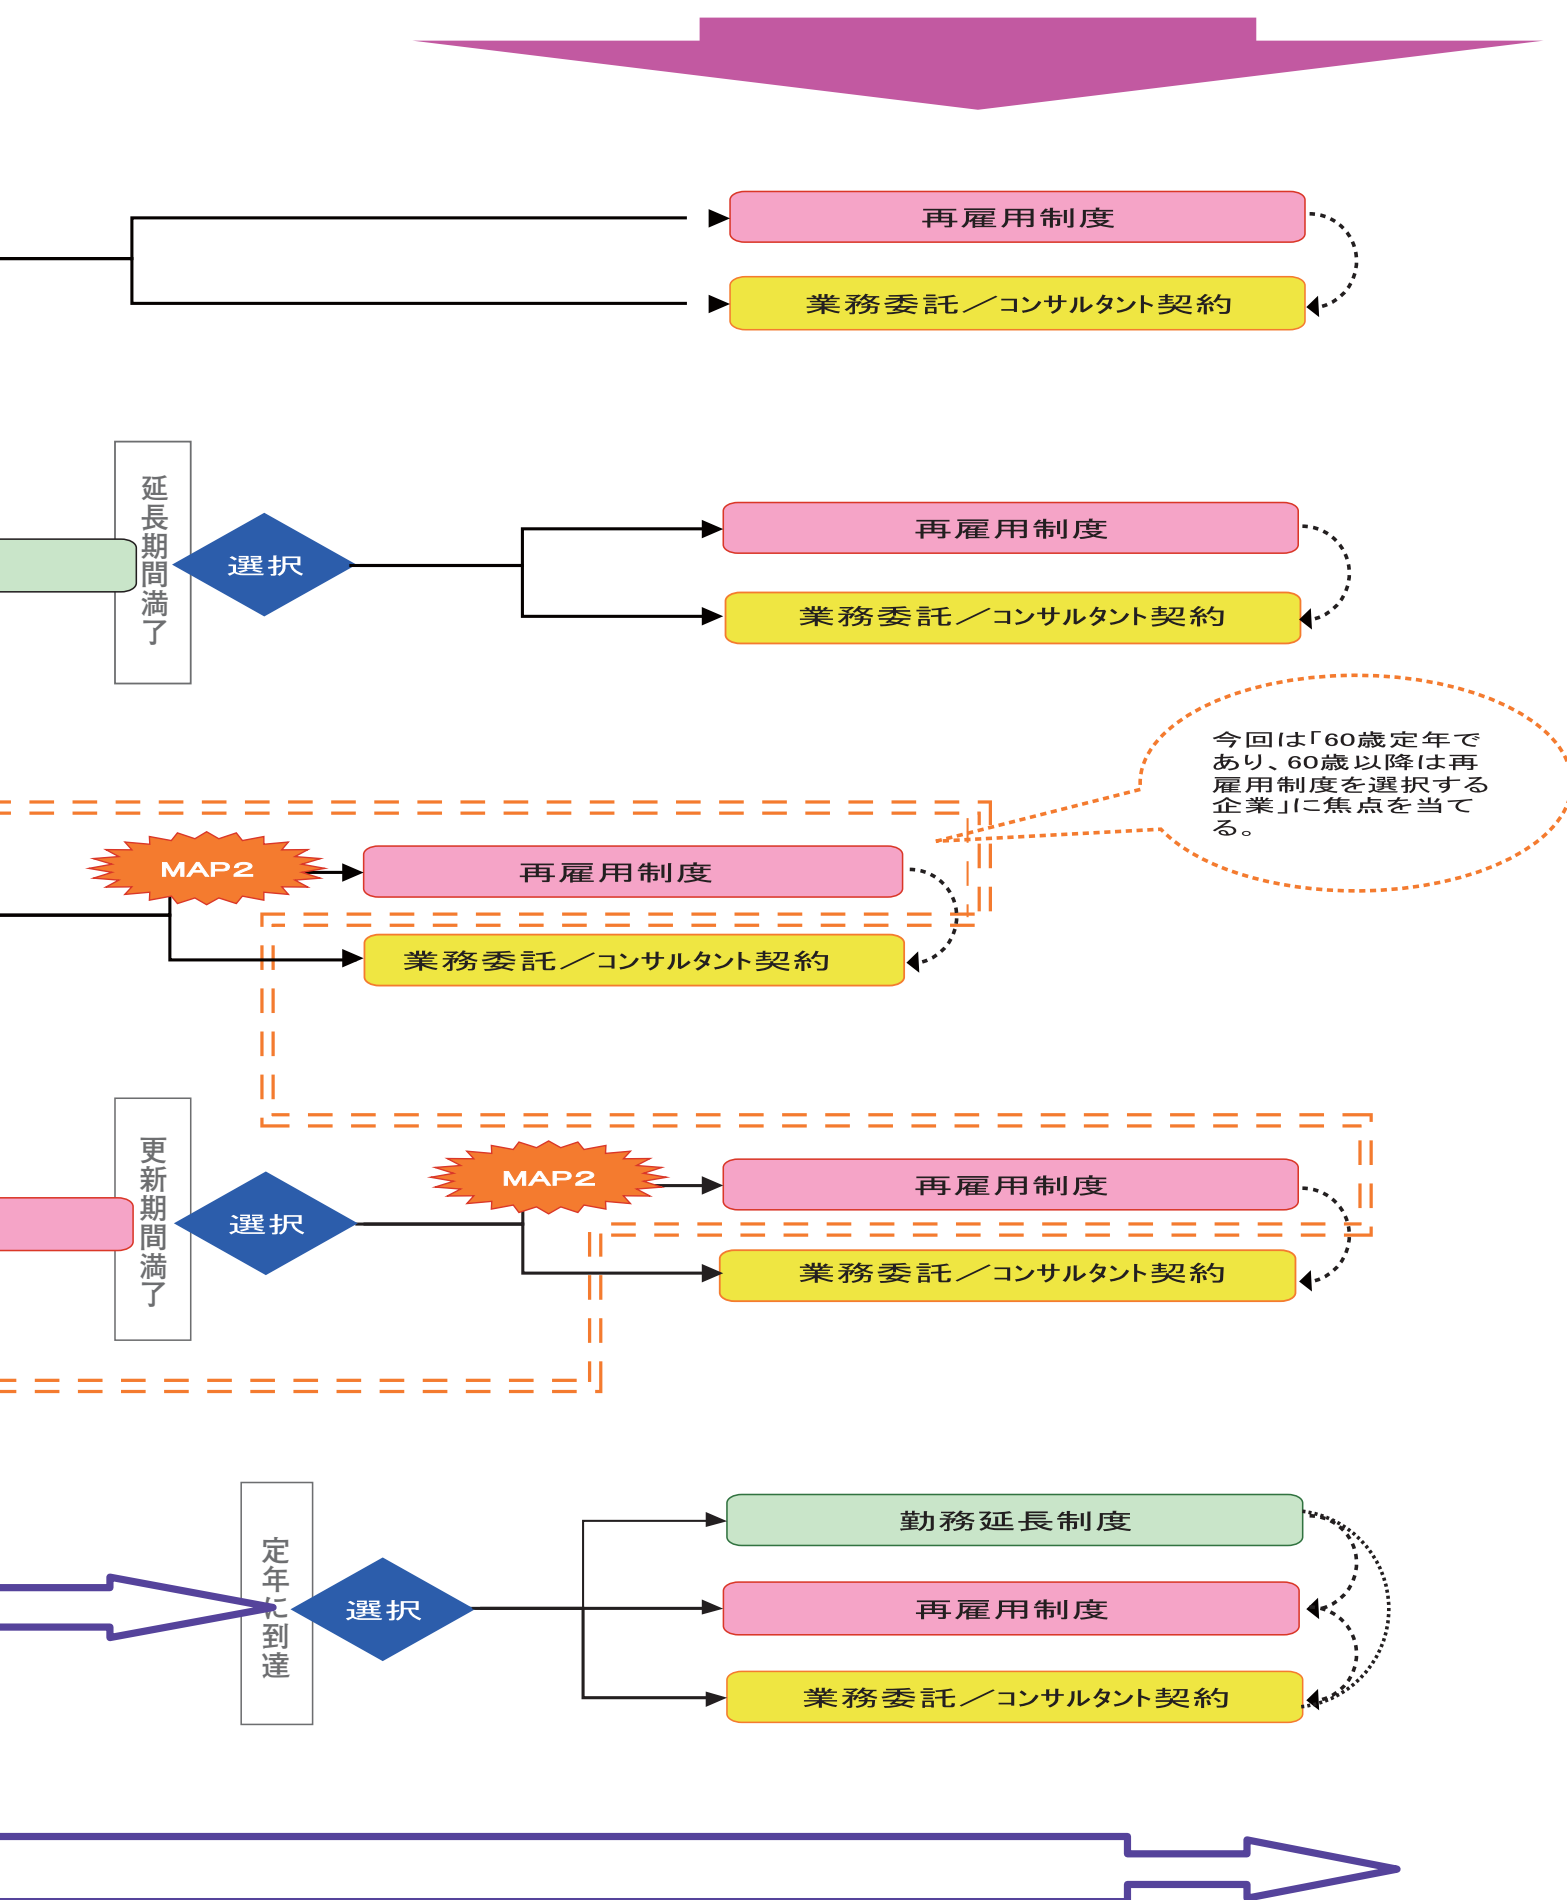 再雇用制度
業務委託／コンサルタント契約
延長期間満了
選択
再雇用制度
業務委託／コンサルタント契約
今回は「60歳定年で
あり、60歳以降は再
雇用制度を選択する
企業」に焦点を当て
る。
MAP2
再雇用制度
業務委託／コンサルタント契約
更新期間満了
選択
MAP2
再雇用制度
業務委託／コンサルタント契約
定年に到達
選択
勤務延長制度
再雇用制度
業務委託／コンサルタント契約